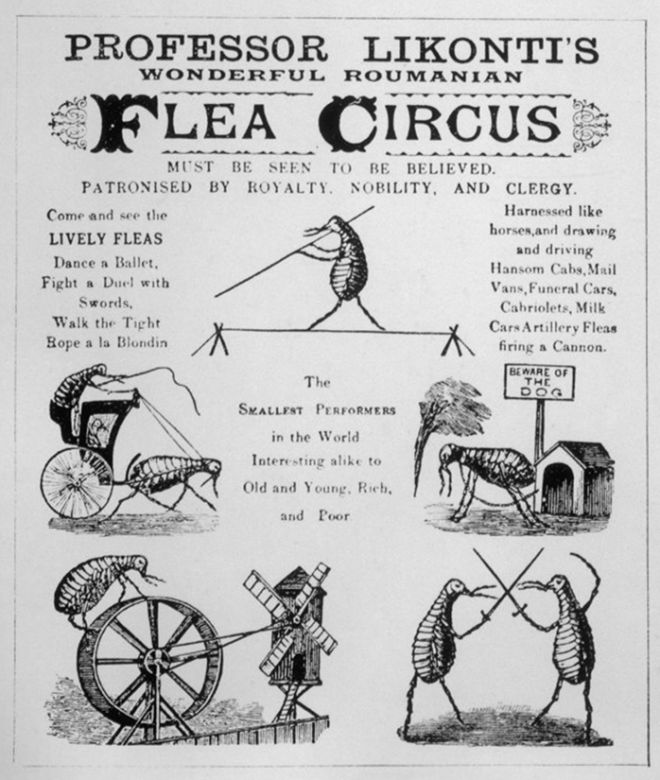 PROFESSOR LIKONTI'S
WONDERFUL ROUMANIAN
FLEA CIRCUS
MUST BE SEEN TO BE BELIEVED.
PATRONISED BY ROYALTY, NOBILITY, AND CLERGY.
Come and see the
LIVELY FLEAS
Dance a Ballet,
Fight a Duel with
Swords,
Walk the Tight
Rope a la Blondin
Harnessed like
horses,and drawing
and driving
Hansom Cabs,Mail
Vans,Funeral Cars,
Cabriolets, Milk
Cars Artillery Fleas
firing a Cannon.
The
SMALLEST PERFORMERS
in the World
Interesting alike to
Old and Young, Rich,
and Poor
BEWARE OF
THE
DOG